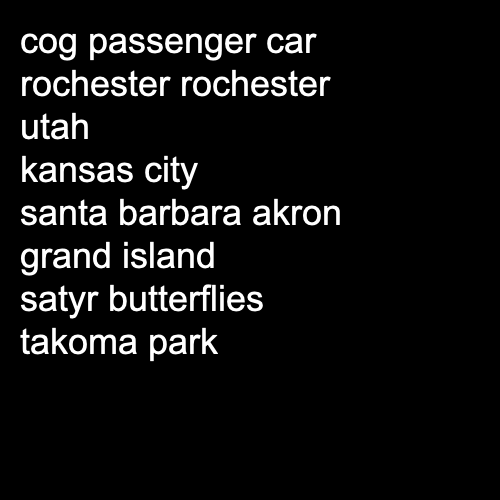 cog passenger car
rochester rochester
utah
kansas city
santa barbara akron
grand island
satyr butterflies
takoma park